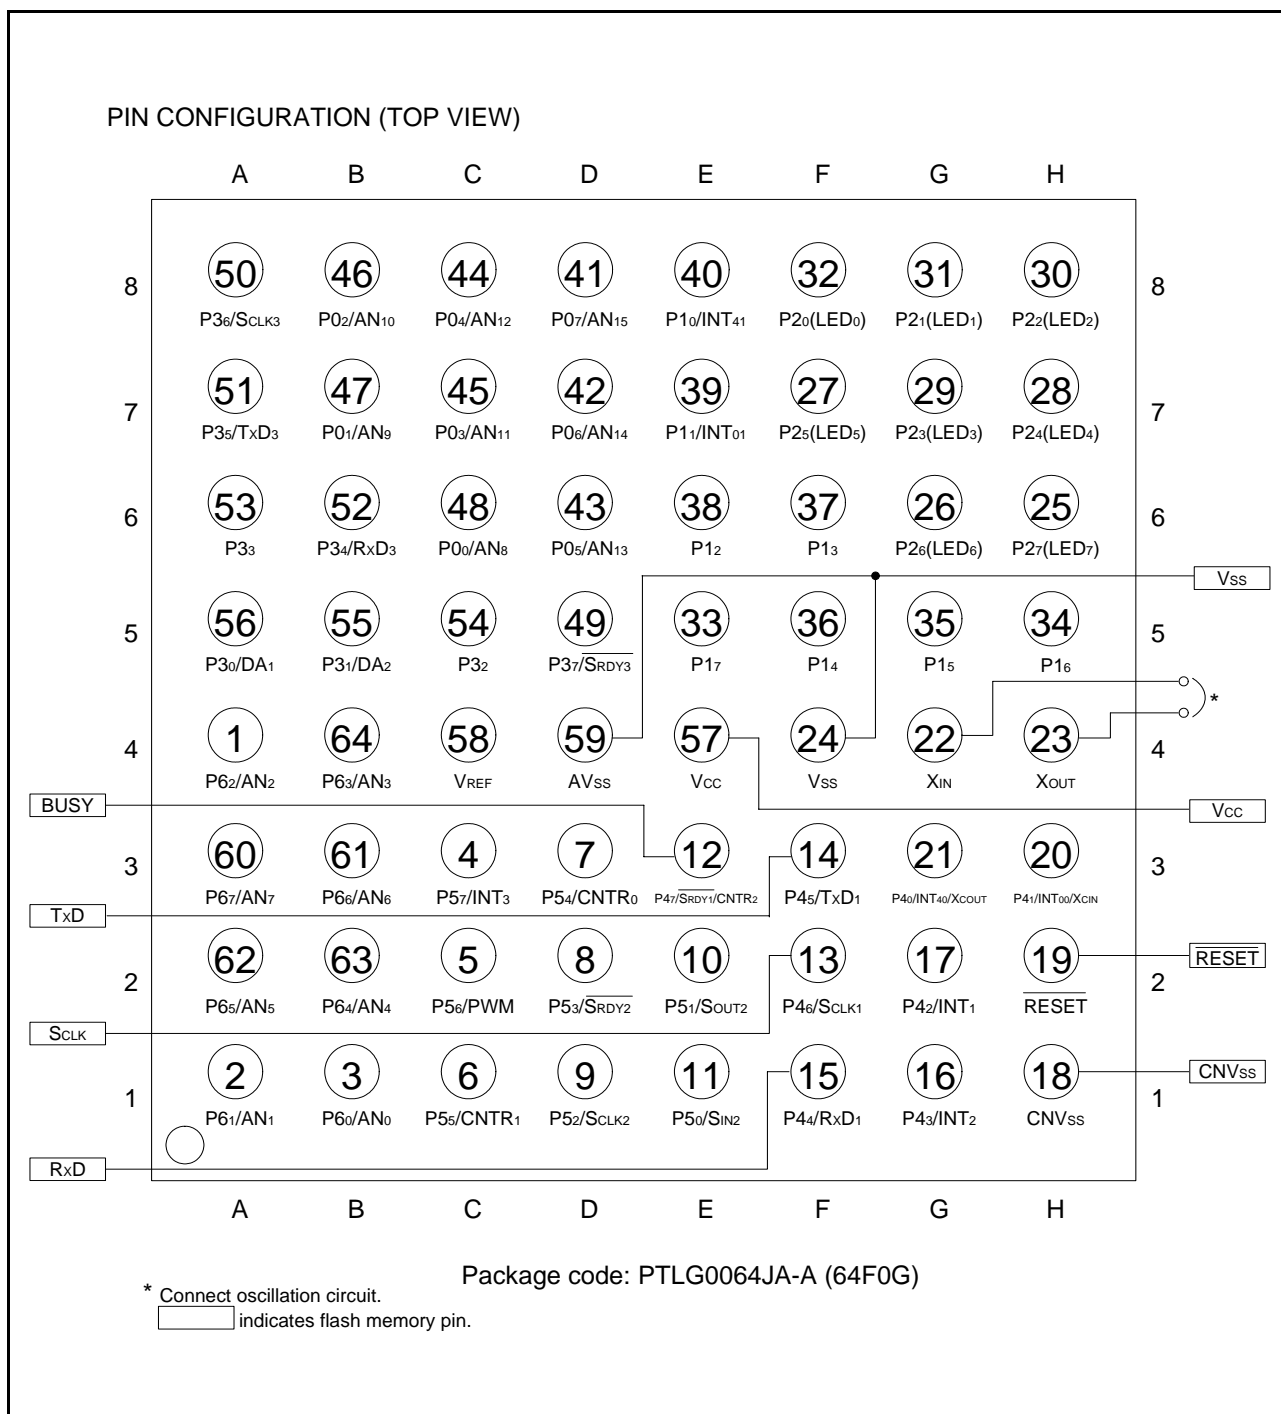 PIN CONFIGURATION (TOP VIEW)
A B C D E F G H
8 50 46 44 41 40 32 31 30 8
P36/SCLK3 P02/AN10 P04/AN12 P07/AN15 P10/INT41 P20(LED0) P21(LED1) P22(LED2)
7 51 47 45 42 39 27 29 28 7
P35/TxD3 P01/AN9 P03/AN11 P06/AN14 P11/INT01 P25(LED5) P23(LED3) P24(LED4)
6 53 52 48 43 38 37 26 25 6
P33 P34/RxD3 P00/AN8 P05/AN13 P12 P13 P26(LED6) P27(LED7)
Vss
5 56 55 54 49 33 36 35 34 5
P30/DA1 P31/DA2 P32 P37/SRDY3 P17 P14 P15 P16
*
4 1 64 58 59 57 24 22 23 4
P62/AN2 P63/AN3 VREF AVSS VCC VSS XIN XOUT
BUSY Vcc
3 60 61 4 7 12 14 21 20 3
P67/AN7 P66/AN6 P57/INT3 P54/CNTR0 P47/SRDY1/CNTR2 P45/TxD1 P40/INT40/XCOUT P41/INT00/XCIN
TxD
2 62 63 5 8 10 13 17 19 RESET 2
P65/AN5 P64/AN4 P56/PWM P53/SRDY2 P51/SOUT2 P46/SCLK1 P42/INT1 RESET
SCLK
1 2 3 6 9 11 15 16 18 CNVss 1
P61/AN1 P60/AN0 P55/CNTR1 P52/SCLK2 P50/SIN2 P44/RxD1 P43/INT2 CNVss
RxD
A B C D E F G H
Package code: PTLG0064JA-A (64F0G)
* Connect oscillation circuit.
indicates flash memory pin.